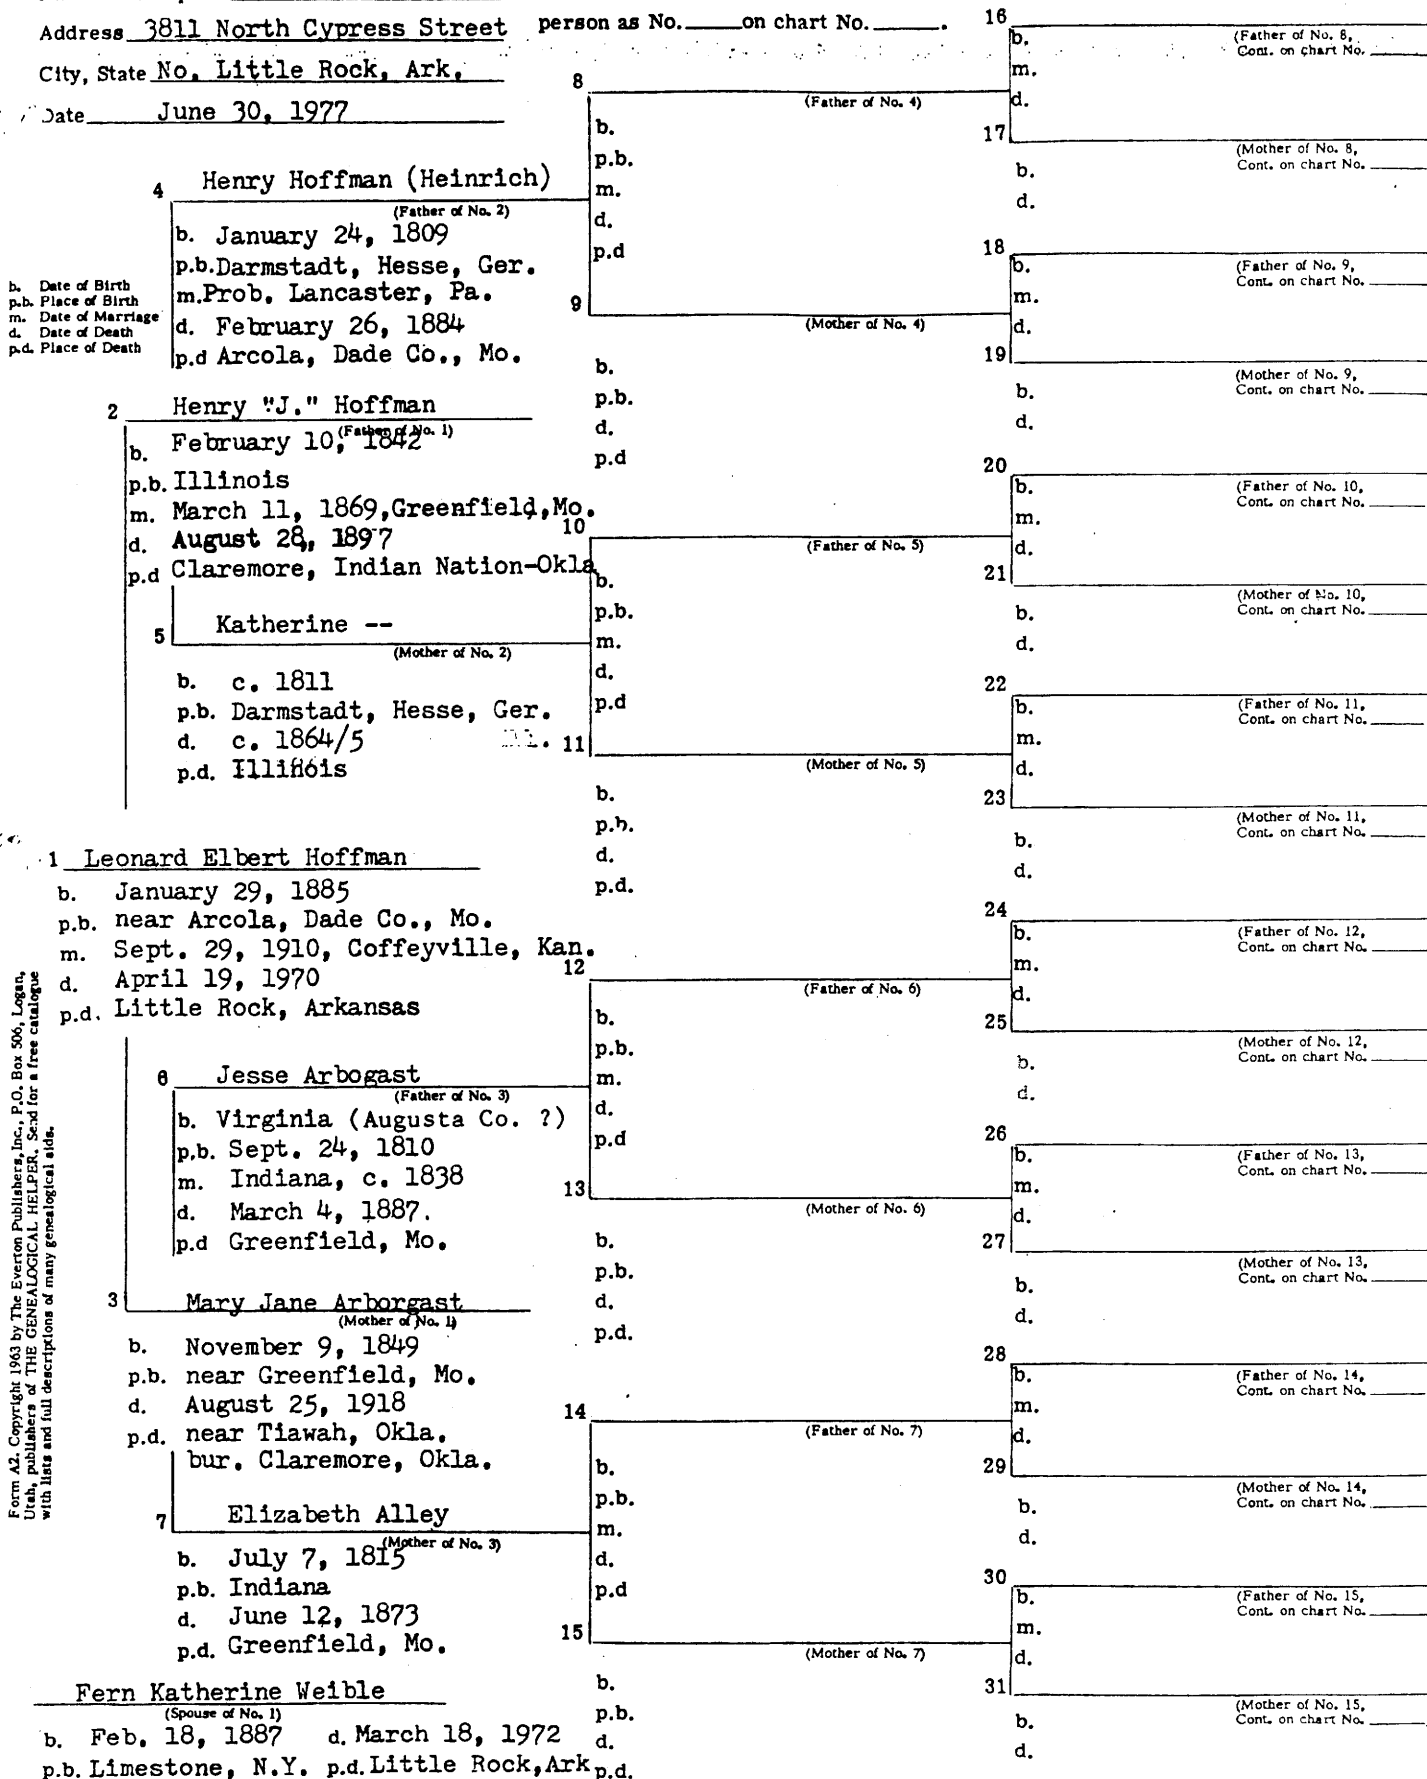 Address 3811 North Cypress Street
City, State No. Little Rock, Ark.
Date June 30, 1977
person as No. ____ on chart No. ____.
b. Date of Birth
p.b. Place of Birth
m. Date of Marriage
d. Date of Death
p.d. Place of Death
4 Henry Hoffman (Heinrich)
(Father of No. 2)
b. January 24, 1809
p.b. Darmstadt, Hesse, Ger.
m. Prob. Lancaster, Pa.
d. February 26, 1884
p.d Arcola, Dade Co., Mo.
2 Henry "J." Hoffman
(Father of No. 1)
b. February 10, 1842
p.b. Illinois
m. March 11, 1869, Greenfield, Mo.
d. August 28, 1897
p.d Claremore, Indian Nation-Okla
5 Katherine --
(Mother of No. 2)
b. c. 1811
p.b. Darmstadt, Hesse, Ger.
d. c. 1864/5
p.d. Illinois
1 Leonard Elbert Hoffman
b. January 29, 1885
p.b. near Arcola, Dade Co., Mo.
m. Sept. 29, 1910, Coffeyville, Kan.
d. April 19, 1970
p.d. Little Rock, Arkansas
6 Jesse Arbogast
(Father of No. 3)
b. Virginia (Augusta Co. ?)
p.b. Sept. 24, 1810
m. Indiana, c. 1838
d. March 4, 1887.
p.d Greenfield, Mo.
3 Mary Jane Arborgast
(Mother of No. 1)
b. November 9, 1849
p.b. near Greenfield, Mo.
d. August 25, 1918
p.d. near Tiawah, Okla.
bur. Claremore, Okla.
7 Elizabeth Alley
(Mother of No. 3)
b. July 7, 1815
p.b. Indiana
d. June 12, 1873
p.d. Greenfield, Mo.
Fern Katherine Weible
(Spouse of No. 1)
b. Feb. 18, 1887 d. March 18, 1972
p.b. Limestone, N.Y. p.d. Little Rock, Ark
Form A2. Copyright 1963 by The Everton Publishers, Inc., P.O. Box 506, Logan,
Utah, publishers of THE GENEALOGICAL HELPER. Send for a free catalogue
with lists and full descriptions of many genealogical aids.
8
(Father of No. 4)
b.
p.b.
m.
d.
p.d
9
(Mother of No. 4)
b.
p.b.
d.
p.d
10
(Father of No. 5)
b.
p.b.
m.
d.
p.d
11
(Mother of No. 5)
b.
p.b.
d.
p.d.
12
(Father of No. 6)
b.
p.b.
m.
d.
p.d
13
(Mother of No. 6)
b.
p.b.
d.
p.d.
14
(Father of No. 7)
b.
p.b.
m.
d.
p.d
15
(Mother of No. 7)
b.
p.b.
d.
p.d.
16
b. (Father of No. 8,
Cont. on chart No. ____
m.
d.
17
(Mother of No. 8,
Cont. on chart No. ____
b.
d.
18
b. (Father of No. 9,
Cont. on chart No. ____
m.
d.
19
(Mother of No. 9,
Cont. on chart No. ____
b.
d.
20
b. (Father of No. 10,
Cont. on chart No. ____
m.
d.
21
(Mother of No. 10,
Cont. on chart No. ____
b.
d.
22
b. (Father of No. 11,
Cont. on chart No. ____
m.
d.
23
(Mother of No. 11,
Cont. on chart No. ____
b.
d.
24
b. (Father of No. 12,
Cont. on chart No. ____
m.
d.
25
(Mother of No. 12,
Cont. on chart No. ____
b.
d.
26
b. (Father of No. 13,
Cont. on chart No. ____
m.
d.
27
(Mother of No. 13,
Cont. on chart No. ____
b.
d.
28
b. (Father of No. 14,
Cont. on chart No. ____
m.
d.
29
(Mother of No. 14,
Cont. on chart No. ____
b.
d.
30
b. (Father of No. 15,
Cont. on chart No. ____
m.
d.
31
(Mother of No. 15,
Cont. on chart No. ____
b.
d.